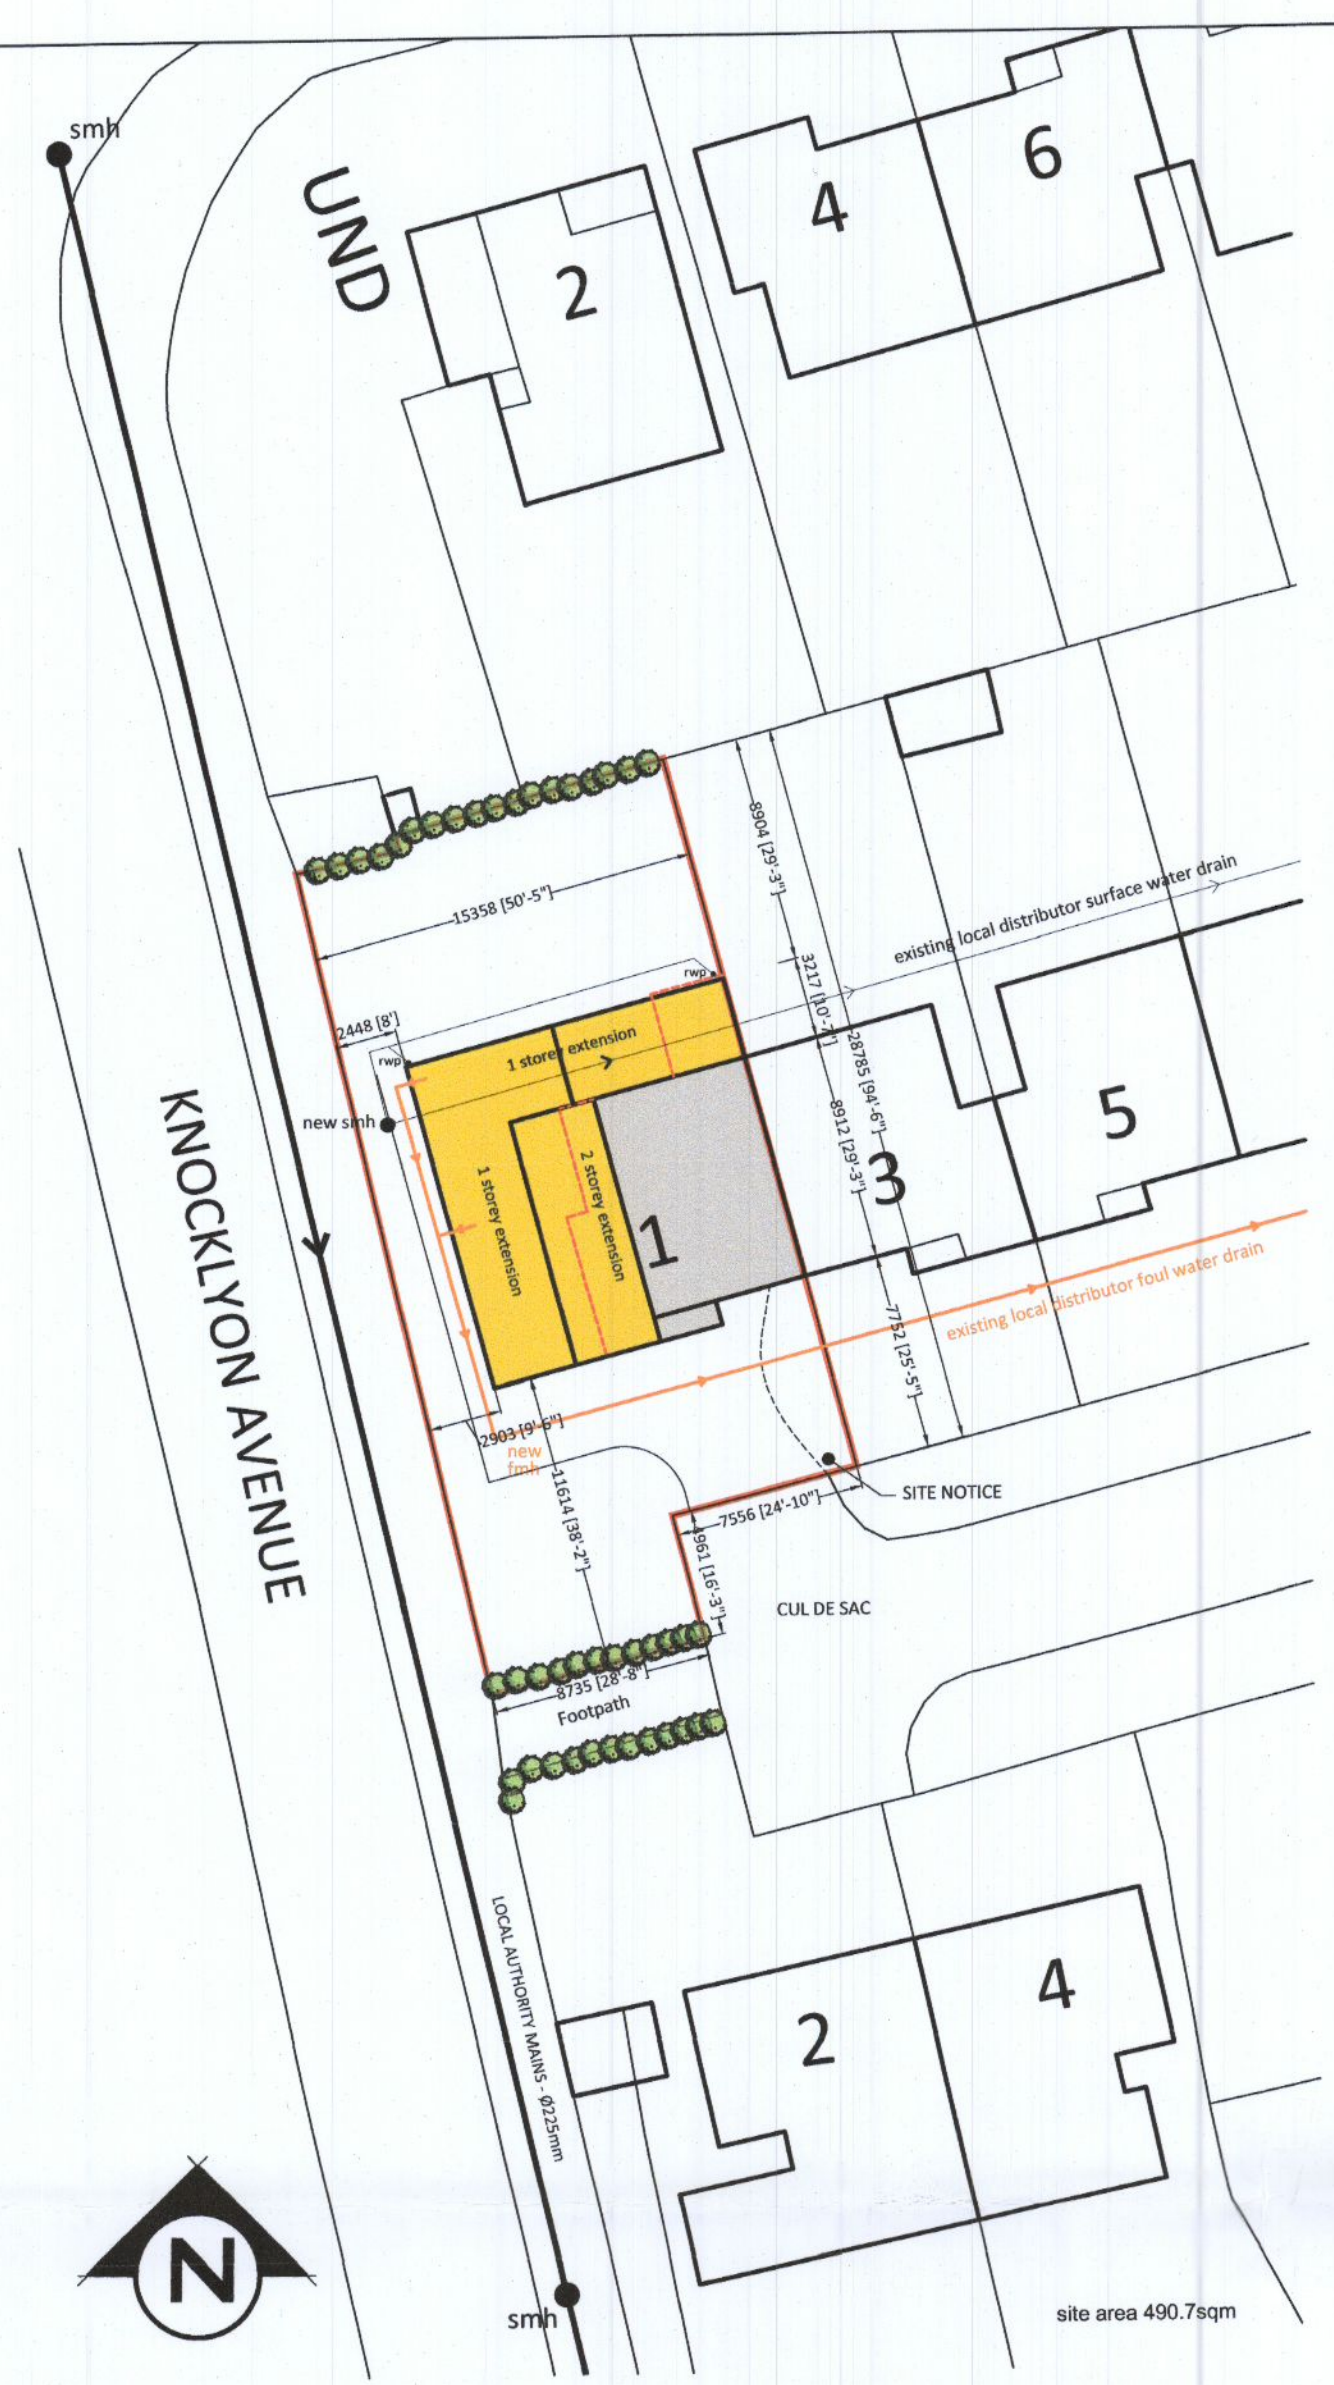 smh
UND
6
4
2
8904 [29'-3"]
15358 [50'-5"]
existing local distributor surface water drain
rwp
3217 [10'-7"]
2448 [8']
28785 [94'-6"]
1 storey extension
rwp
new smh
8912 [29'-3"]
5
3
KNOCKLYON AVENUE
1 storey extension
2 storey extension
1
existing local distributor foul water drain
7752 [25'-5"]
2903 [9'-6"]
new
fmh
11614 [38'-2"]
SITE NOTICE
7556 [24'-10"]
4961 [16'-3"]
CUL DE SAC
8735 [28'-8"]
Footpath
LOCAL AUTHORITY MAINS - Ø225mm
4
2
N
smh
site area 490.7sqm